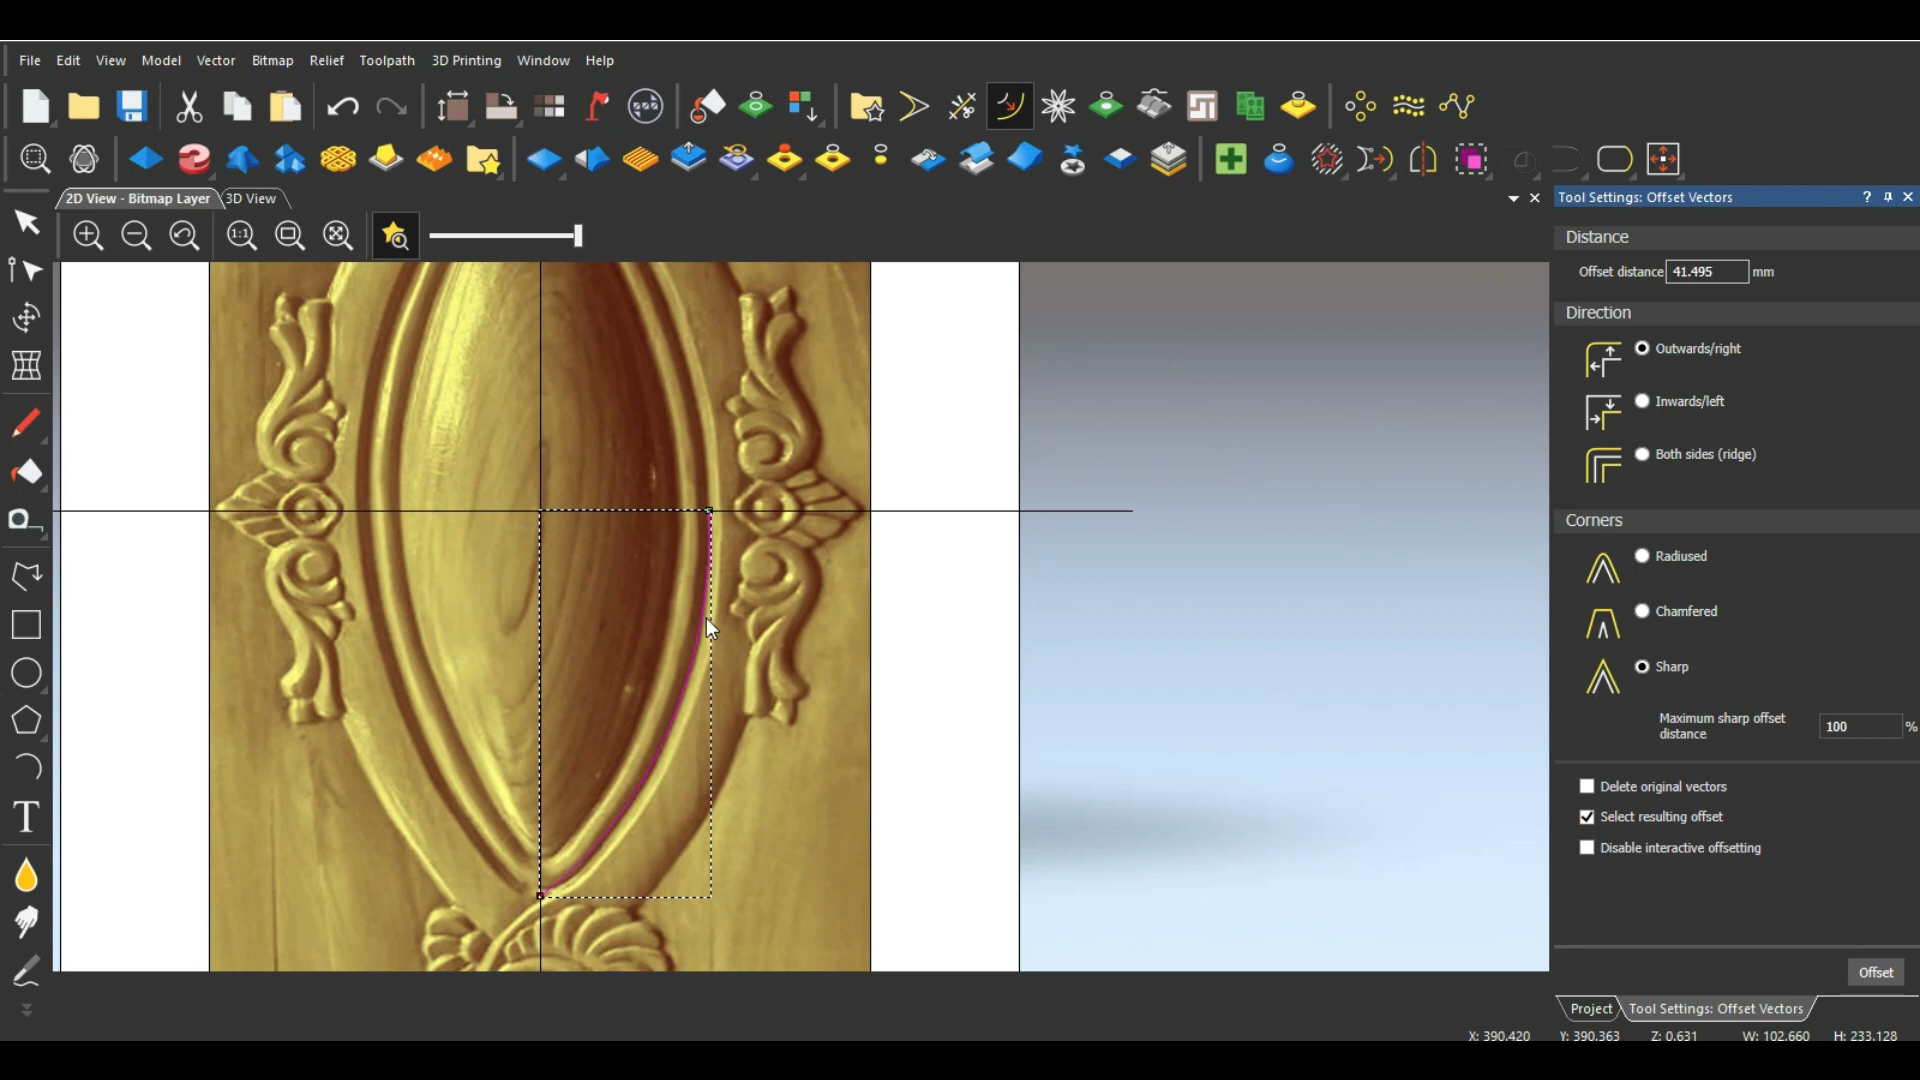 File Edit View Model Vector Bitmap Relief Toolpath 3D Printing Window Help
2D View - Bitmap Layer 3D View
1:1
Tool Settings: Offset Vectors ?
Distance
Offset distance 41.495 mm
Direction
Outwards/right
Inwards/left
Both sides (ridge)
Corners
Radiused
Chamfered
Sharp
Maximum sharp offset
distance
100 %
Delete original vectors
Select resulting offset
Disable interactive offsetting
T
Offset
Project Tool Settings: Offset Vectors
X: 390.420 Y: 390.363 Z: 0.631 W: 102.660 H: 233.128